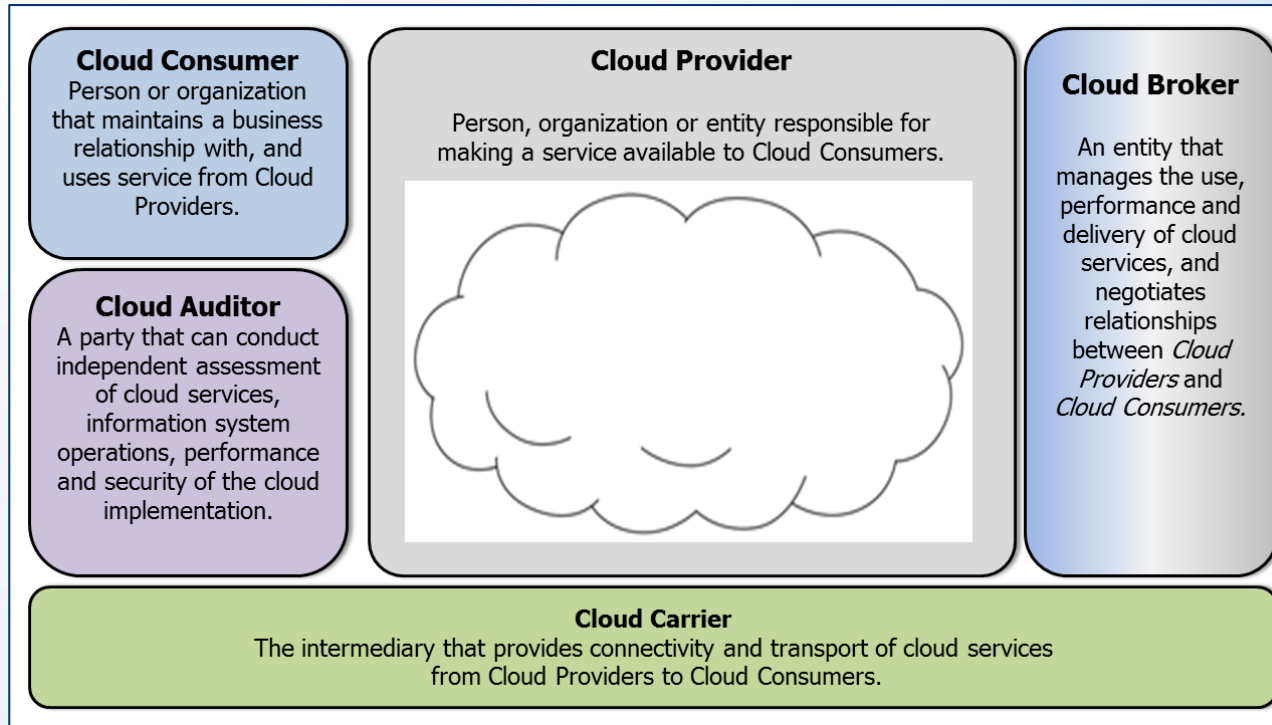 Cloud Consumer
Person or organization
that maintains a business
relationship with, and
uses service from Cloud
Providers.
Cloud Auditor
A party that can conduct
independent assessment
of cloud services,
information system
operations, performance
and security of the cloud
implementation.
Cloud Provider
Person, organization or entity responsible for
making a service available to Cloud Consumers.
Cloud Broker
An entity that
manages the use,
performance and
delivery of cloud
services, and
negotiates
relationships
between Cloud
Providers and
Cloud Consumers.
Cloud Carrier
The intermediary that provides connectivity and transport of cloud services
from Cloud Providers to Cloud Consumers.